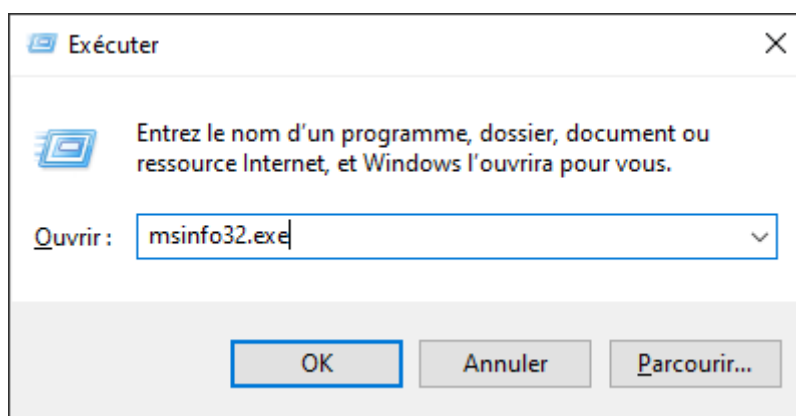 Exécuter
Entrez le nom d'un programme, dossier, document ou
ressource Internet, et Windows l'ouvrira pour vous.
Ouvrir : msinfo32.exe
OK Annuler Parcourir...